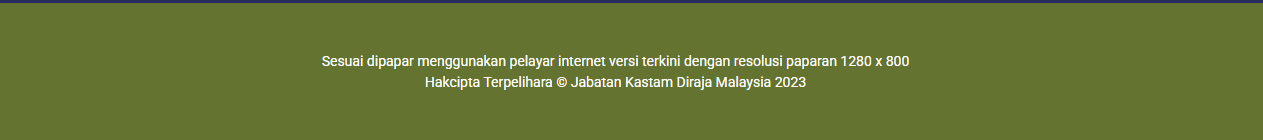 Sesuai dipapar menggunakan pelayar internet versi terkini dengan resolusi paparan 1280 x 800
Hakcipta Terpelihara © Jabatan Kastam Diraja Malaysia 2023